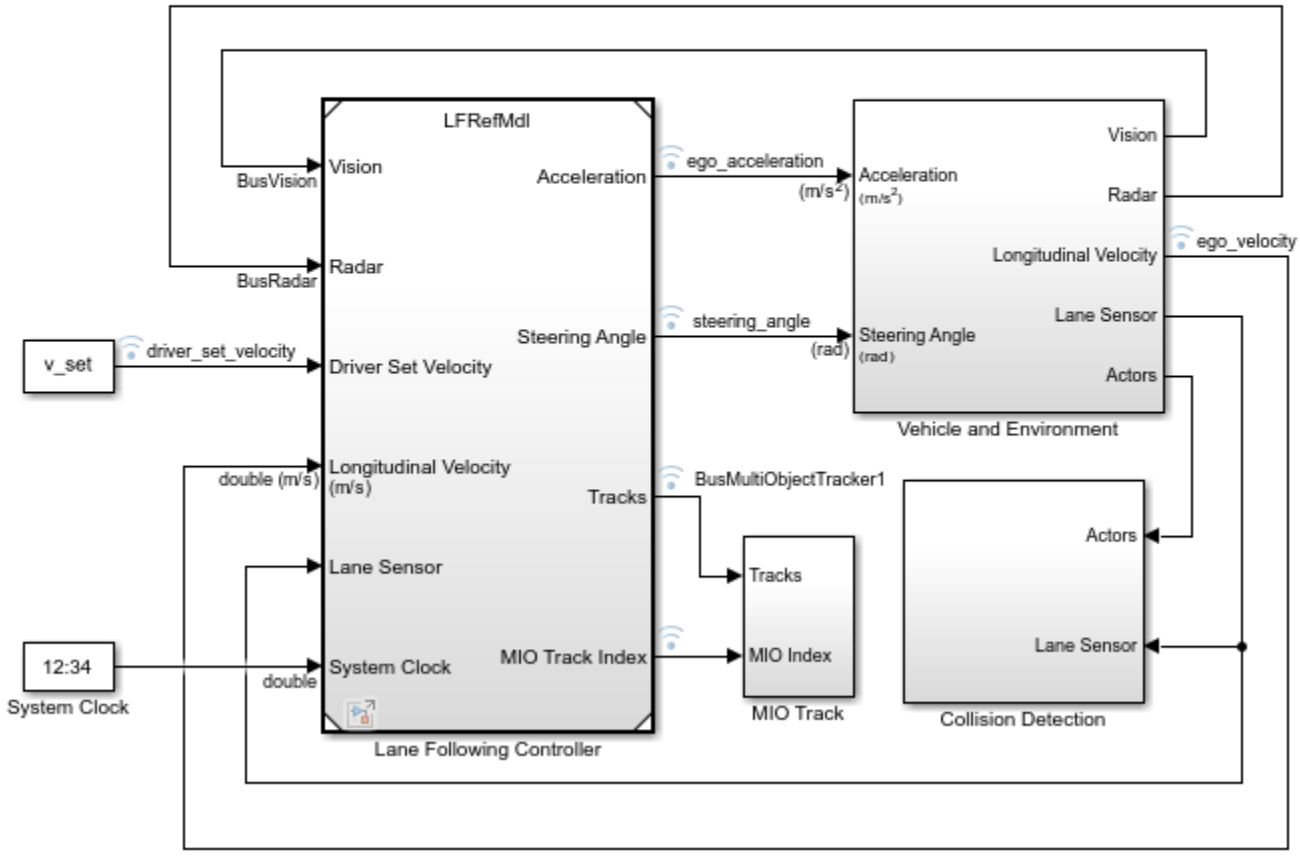 LFRefMdl
Vision
BusVision
Acceleration
ego_acceleration
(m/s²)
Acceleration
(m/s²)
Vision
Radar
Radar
BusRadar
Longitudinal Velocity
ego_velocity
Lane Sensor
v_set
driver_set_velocity
Driver Set Velocity
Steering Angle
steering_angle
(rad)
Steering Angle
(rad)
Actors
Vehicle and Environment
double (m/s)
Longitudinal Velocity
(m/s)
Tracks
BusMultiObjectTracker1
Tracks
Actors
Lane Sensor
12:34
System Clock
double
System Clock
MIO Track Index
MIO Index
MIO Track
Lane Sensor
Collision Detection
Lane Following Controller